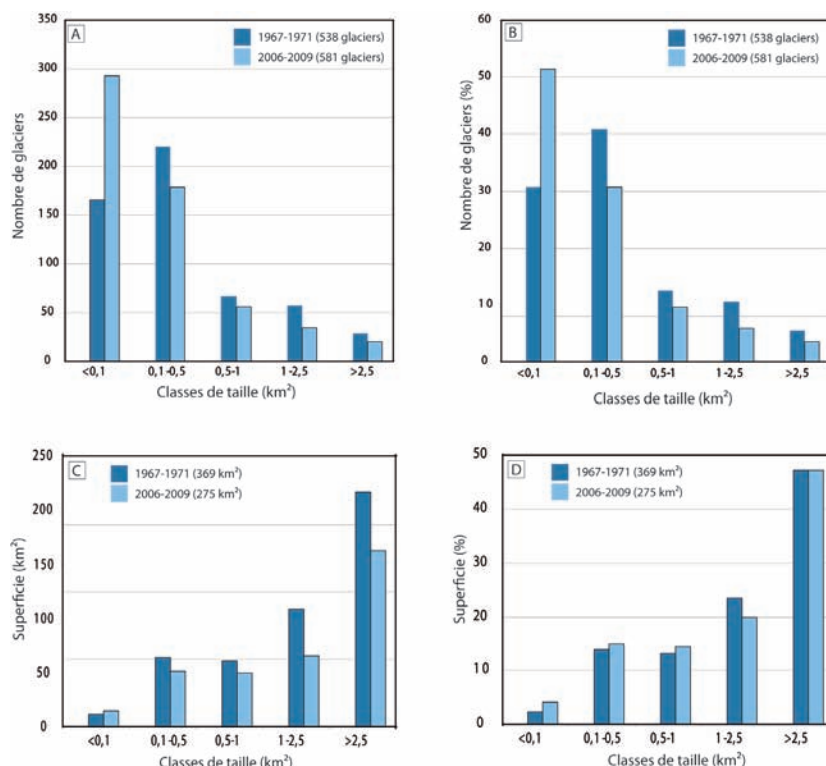 A
1967-1971 (538 glaciers)
2006-2009 (581 glaciers)
Nombre de glaciers
350
300
250
200
150
1 00
50
0
<0,1
0,1 -0,5
0,5-1
1 -2,5
>2,5
Classes de taille (km²)
B
1967-1971 (538 glaciers)
2006-2009 (581 glaciers)
Nombre de glaciers (%)
60
50
40
30
20
10
0
<0,1
0,1 -0,5
0,5-1
1 -2,5
>2,5
Classes de taille (km²)
C
1967-1971 (369 km²)
2006-2009 (275 km²)
Superficie (km²)
250
200
150
100
50
0
<0,1
0,1-0,5
0,5-1
1-2,5
>2,5
Classes de taille (km²)
D
1967-1971 (369 km²)
2006-2009 (275 km²)
Superficie (%)
50
40
30
20
10
0
<0,1
0,1 -0,5
0,5-1
1-2,5
>2,5
Classes de taille (km²)